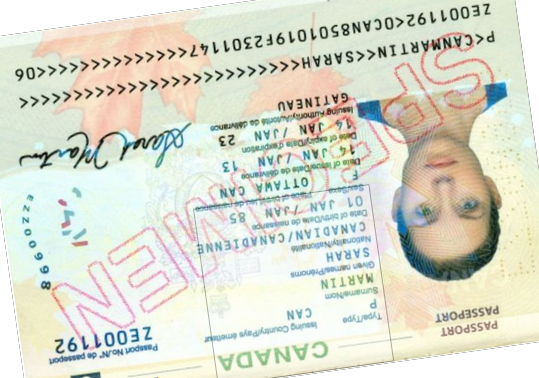 CANADA
PASSPORT
PASSEPORT
Type/Type
Issuing Country/Pays émetteur
Passport No./N° de passeport
P
CAN
ZE001192
Surname/Nom
MARTIN
Given names/Prénoms
SARAH
Nationality/Nationalité
CANADIAN/CANADIENNE
Date of birth/Date de naissance
01 JAN /JAN 85
Sex/Sexe
Place of birth/Lieu de naissance
F
OTTAWA CAN
Date of issue/Date de délivrance
14 JAN / JAN 13
Date of expiry/Date d'expiration
14 JAN / JAN 23
Issuing Authority/Autorité de délivrance
GATINEAU
Sarah Martin
EZ000998
SPECIMEN
P<CANMARTIN<<SARAH<<<<<<<<<<<<<<<<<<<<<<<<<<
ZE001192<0CAN8501019F2301147<<<<<<<<<<<<<<06